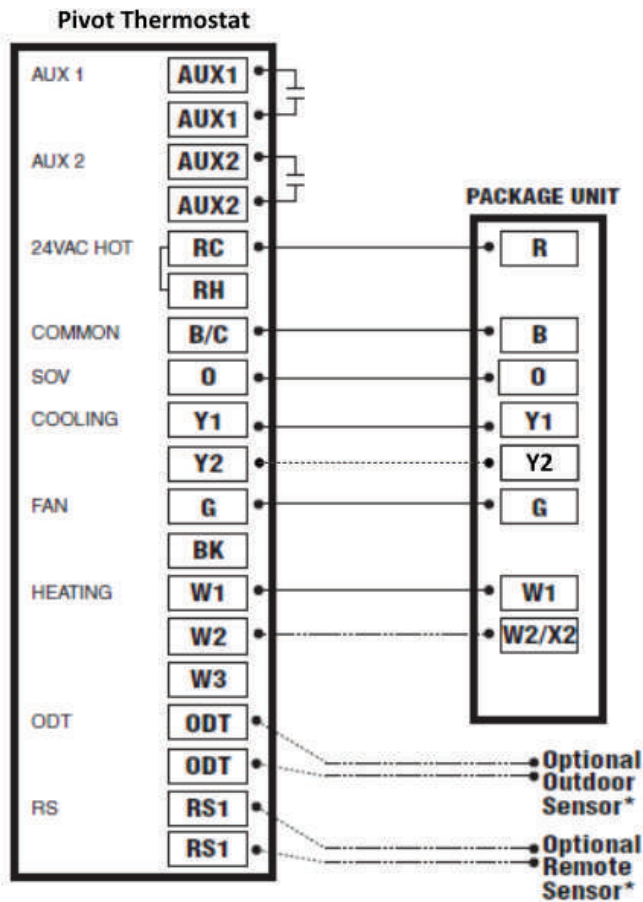 Pivot Thermostat
AUX 1 AUX1
AUX1
AUX 2 AUX2
AUX2
PACKAGE UNIT
24VAC HOT RC R
RH
COMMON B/C B
SOV O O
COOLING Y1 Y1
Y2 Y2
FAN G G
BK
HEATING W1 W1
W2 W2/X2
W3
ODT ODT
ODT
Optional
Outdoor
Sensor*
RS RS1
RS1
Optional
Remote
Sensor*